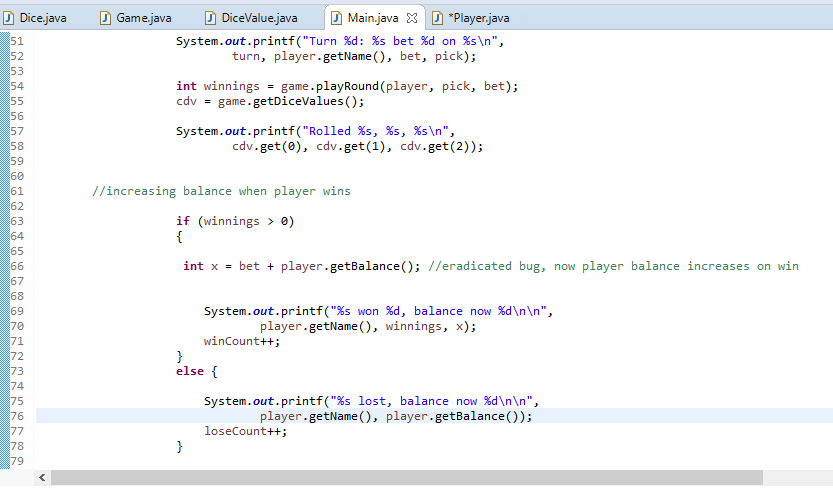 Dice.java Game.java DiceValue.java Main.java *Player.java
51 System.out.printf("Turn %d: %s bet %d on %s\n",
52 turn, player.getName(), bet, pick);
53
54 int winnings = game.playRound(player, pick, bet);
55 cdv = game.getDiceValues();
56
57 System.out.printf("Rolled %s, %s, %s\n",
58 cdv.get(0), cdv.get(1), cdv.get(2));
59
60
61 //increasing balance when player wins
62
63 if (winnings > 0)
64 {
65
66 int x = bet + player.getBalance(); //eradicated bug, now player balance increases on win
67
68
69 System.out.printf("%s won %d, balance now %d\n\n",
70 player.getName(), winnings, x);
71 winCount++;
72 }
73 else {
74
75 System.out.printf("%s lost, balance now %d\n\n",
76 player.getName(), player.getBalance());
77 loseCount++;
78 }
79